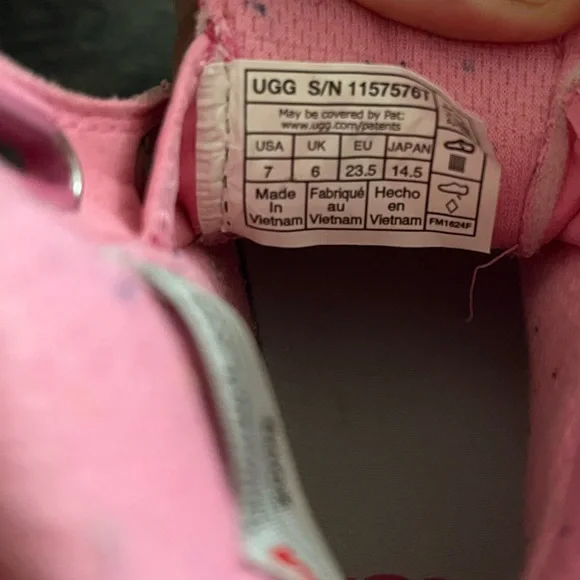 UGG S/N 1157576T
May be covered by Pat:
www.ugg.com/patents
USA UK EU JAPAN
7 6 23.5 14.5
Made In Vietnam
Fabriqué au Vietnam
Hecho en Vietnam
FM1624F